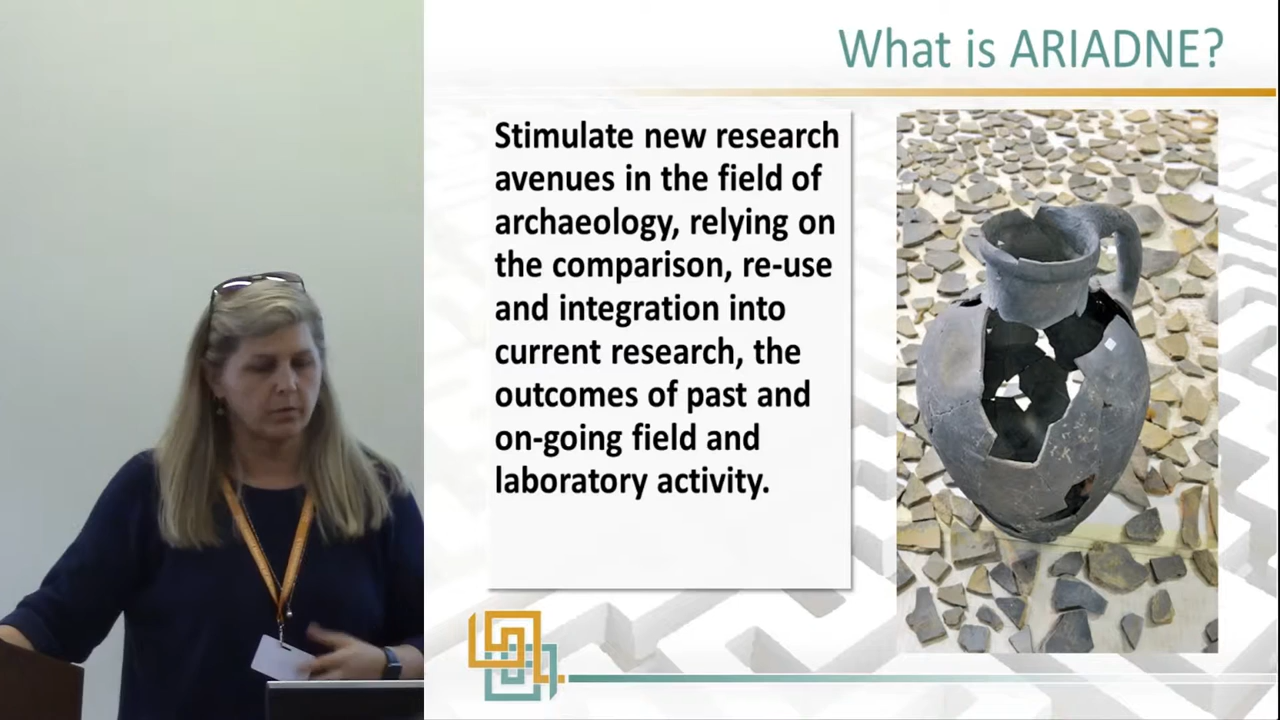 What is ARIADNE?
Stimulate new research
avenues in the field of
archaeology, relying on
the comparison, re-use
and integration into
current research, the
outcomes of past and
on-going field and
laboratory activity.